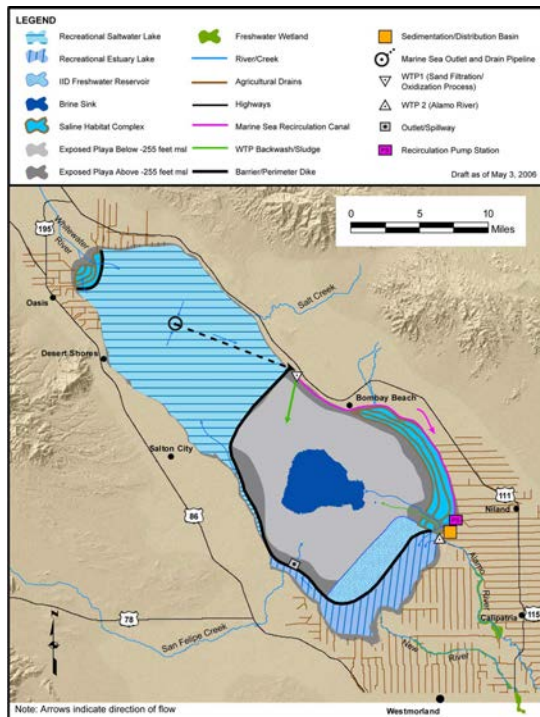 LEGEND
Recreational Saltwater Lake
Recreational Estuary Lake
IID Freshwater Reservoir
Brine Sink
Saline Habitat Complex
Exposed Playa Below -255 feet msl
Exposed Playa Above -255 feet msl
Freshwater Wetland
River/Creek
Agricultural Drains
Highways
Marine Sea Recirculation Canal
WTP Backwash/Sludge
Barrier/Perimeter Dike
Sedimentation/Distribution Basin
Marine Sea Outlet and Drain Pipeline
WTP1 (Sand Filtration/
Oxidization Process)
WTP 2 (Alamo River)
Outlet/Spillway
Recirculation Pump Station
Draft as of May 3, 2006
0 5 10
Miles
195
Whitewater
River
Oasis
Salt Creek
Desert Shores
Bombay Beach
Salton City
111
Niland
86
Alamo
River
Calipatria
115
78
San Felipe Creek
New
River
Westmorland
Note: Arrows indicate direction of flow